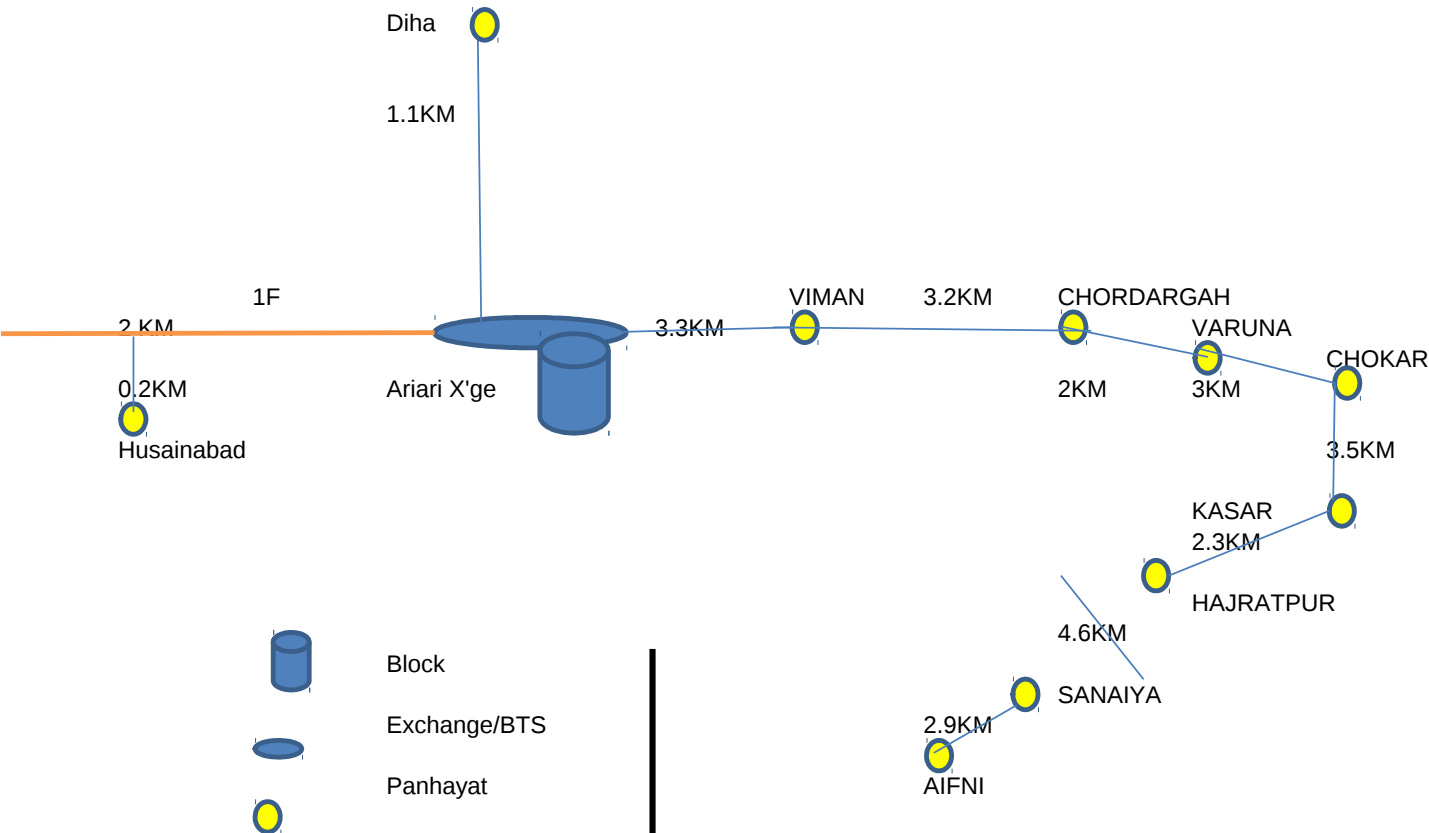 Diha
1.1KM
1F
VIMAN
3.2KM
CHORDARGAH
2 KM
3.3KM
VARUNA
CHOKAR
0.2KM
Ariari X'ge
2KM
3KM
Husainabad
3.5KM
KASAR
2.3KM
HAJRATPUR
4.6KM
Block
SANAIYA
Exchange/BTS
2.9KM
Panhayat
AIFNI